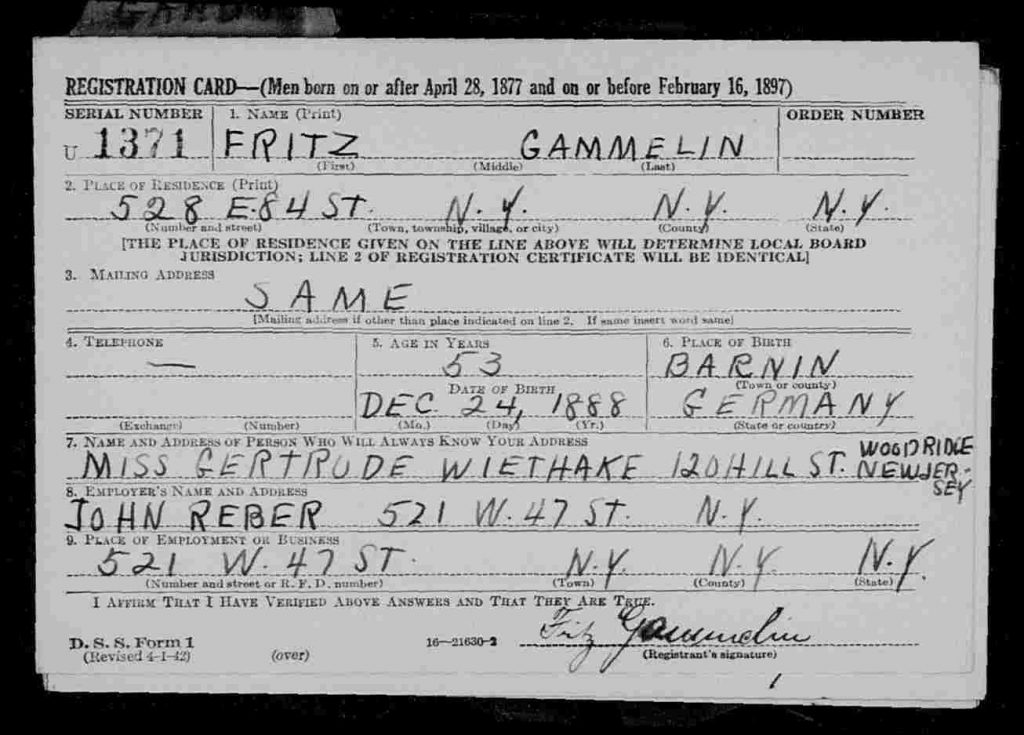 REGISTRATION CARD—(Men born on or after April 28, 1877 and on or before February 16, 1897)
SERIAL NUMBER 1. NAME (Print) ORDER NUMBER
U 1371 FRITZ GAMMELIN
(First) (Middle) (Last)
2. PLACE OF RESIDENCE (Print)
528 E 84 ST. N.Y. N.Y. N.Y.
(Number and street) (Town, township, village, or city) (County) (State)
[THE PLACE OF RESIDENCE GIVEN ON THE LINE ABOVE WILL DETERMINE LOCAL BOARD
JURISDICTION; LINE 2 OF REGISTRATION CERTIFICATE WILL BE IDENTICAL]
3. MAILING ADDRESS
SAME
[Mailing address if other than place indicated on line 2. If same insert word same]
4. TELEPHONE 5. AGE IN YEARS 6. PLACE OF BIRTH
— 53 BARNIN
DATE OF BIRTH (Town or county)
DEC. 24, 1888 GERMANY
(Exchange) (Number) (Mo.) (Day) (Yr.) (State or country)
7. NAME AND ADDRESS OF PERSON WHO WILL ALWAYS KNOW YOUR ADDRESS
MISS GERTRUDE WIETHAKE 120 HILL ST. WOODRIDGE
NEW JER-
SEY
8. EMPLOYER'S NAME AND ADDRESS
JOHN REBER 521 W. 47 ST. N.Y.
9. PLACE OF EMPLOYMENT OR BUSINESS
521 W. 47 ST. N.Y. N.Y. N.Y.
(Number and street or R. F. D. number) (Town) (County) (State)
I AFFIRM THAT I HAVE VERIFIED ABOVE ANSWERS AND THAT THEY ARE TRUE.
D. S. S. Form 1 16—21630-2 Fritz Gammelin
(Revised 4-1-42) (over) (Registrant's signature)
1